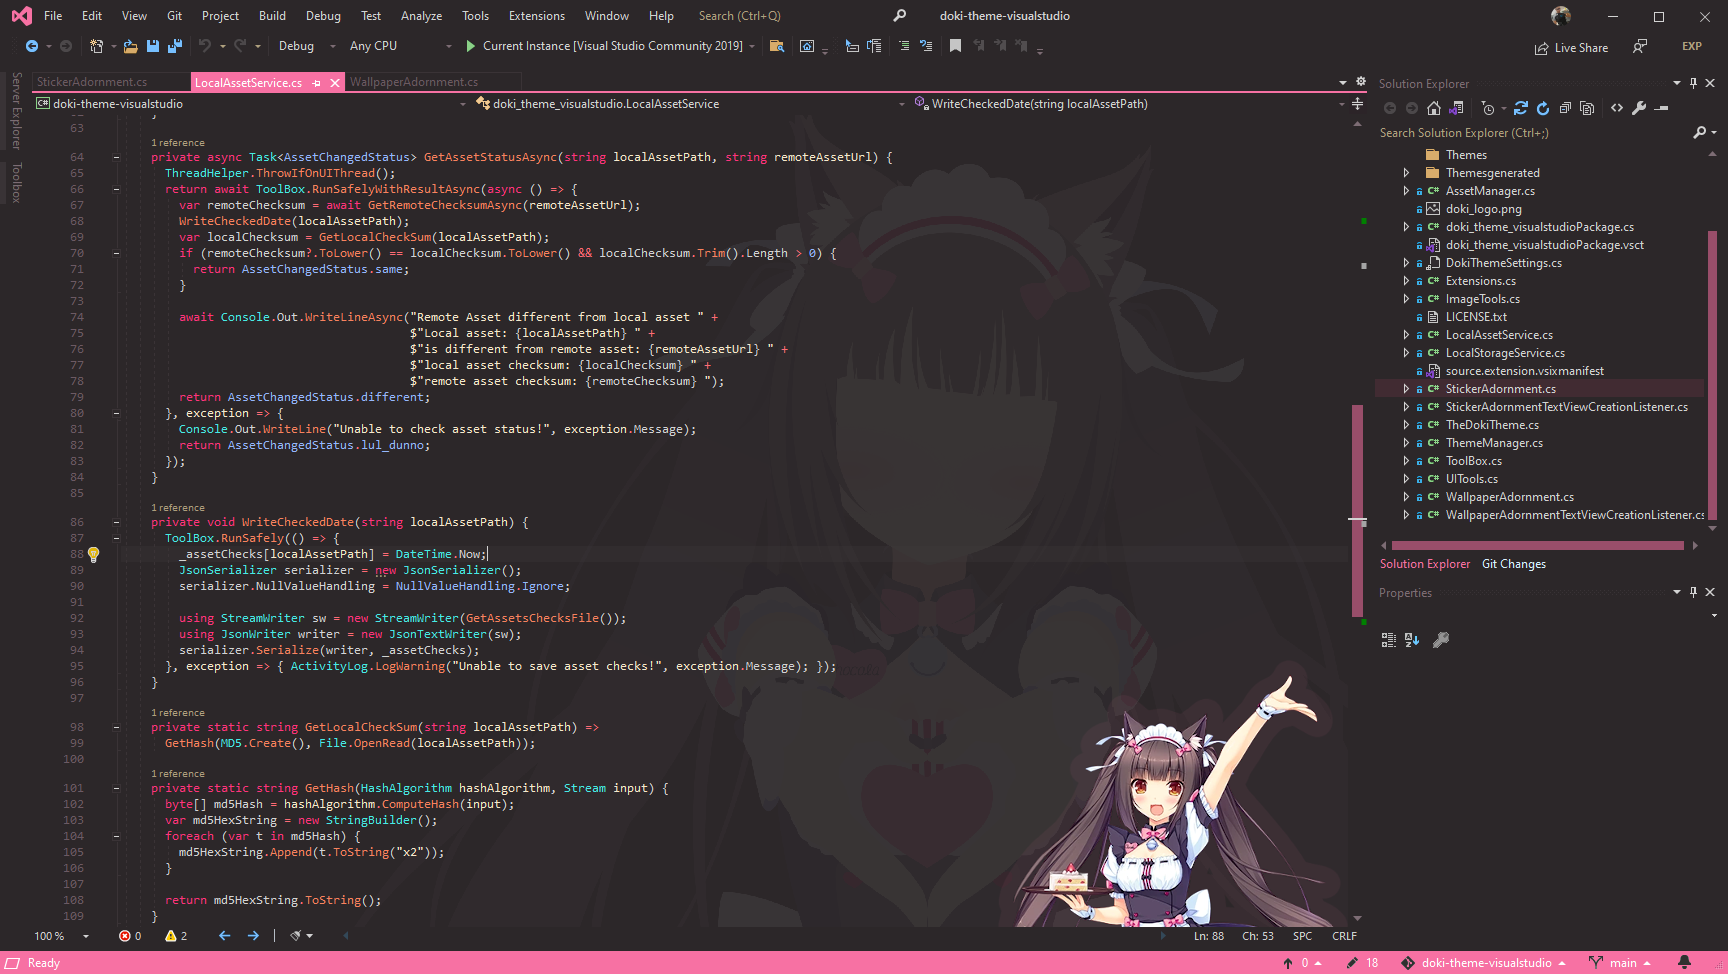 File Edit View Git Project Build Debug Test Analyze Tools Extensions Window Help Search (Ctrl+Q) doki-theme-visualstudio
Debug Any CPU Current Instance [Visual Studio Community 2019] Live Share EXP
Server Explorer
Toolbox
StickerAdornment.cs LocalAssetService.cs WallpaperAdornment.cs
doki-theme-visualstudio doki_theme_visualstudio.LocalAssetService WriteCheckedDate(string localAssetPath)
63
1 reference
64 private async Task<AssetChangedStatus> GetAssetStatusAsync(string localAssetPath, string remoteAssetUrl) {
65 ThreadHelper.ThrowIfOnUIThread();
66 return await ToolBox.RunSafelyWithResultAsync(async () => {
67 var remoteChecksum = await GetRemoteChecksumAsync(remoteAssetUrl);
68 WriteCheckedDate(localAssetPath);
69 var localChecksum = GetLocalCheckSum(localAssetPath);
70 if (remoteChecksum?.ToLower() == localChecksum.ToLower() && localChecksum.Trim().Length > 0) {
71 return AssetChangedStatus.same;
72 }
73
74 await Console.Out.WriteLineAsync("Remote Asset different from local asset " +
75 $"Local asset: {localAssetPath} " +
76 $"is different from remote asset: {remoteAssetUrl} " +
77 $"local asset checksum: {localChecksum} " +
78 $"remote asset checksum: {remoteChecksum} ");
79 return AssetChangedStatus.different;
80 }, exception => {
81 Console.Out.WriteLine("Unable to check asset status!", exception.Message);
82 return AssetChangedStatus.lul_dunno;
83 });
84 }
85
1 reference
86 private void WriteCheckedDate(string localAssetPath) {
87 ToolBox.RunSafely(() => {
88 _assetChecks[localAssetPath] = DateTime.Now;
89 JsonSerializer serializer = new JsonSerializer();
90 serializer.NullValueHandling = NullValueHandling.Ignore;
91
92 using StreamWriter sw = new StreamWriter(GetAssetsChecksFile());
93 using JsonWriter writer = new JsonTextWriter(sw);
94 serializer.Serialize(writer, _assetChecks);
95 }, exception => { ActivityLog.LogWarning("Unable to save asset checks!", exception.Message); });
96 }
97
1 reference
98 private static string GetLocalCheckSum(string localAssetPath) =>
99 GetHash(MD5.Create(), File.OpenRead(localAssetPath));
100
1 reference
101 private static string GetHash(HashAlgorithm hashAlgorithm, Stream input) {
102 byte[] md5Hash = hashAlgorithm.ComputeHash(input);
103 var md5HexString = new StringBuilder();
104 foreach (var t in md5Hash) {
105 md5HexString.Append(t.ToString("x2"));
106 }
107
108 return md5HexString.ToString();
109 }
100 % 0 2 Ln: 88 Ch: 53 SPC CRLF
Solution Explorer
Search Solution Explorer (Ctrl+;)
Themes
Themesgenerated
C# AssetManager.cs
doki_logo.png
C# doki_theme_visualstudioPackage.cs
doki_theme_visualstudioPackage.vsct
DokiThemeSettings.cs
C# Extensions.cs
C# ImageTools.cs
LICENSE.txt
C# LocalAssetService.cs
C# LocalStorageService.cs
source.extension.vsixmanifest
C# StickerAdornment.cs
C# StickerAdornmentTextViewCreationListener.cs
C# TheDokiTheme.cs
C# ThemeManager.cs
C# ToolBox.cs
C# UITools.cs
C# WallpaperAdornment.cs
C# WallpaperAdornmentTextViewCreationListener.cs
Solution Explorer Git Changes
Properties
Ready 0 18 doki-theme-visualstudio main